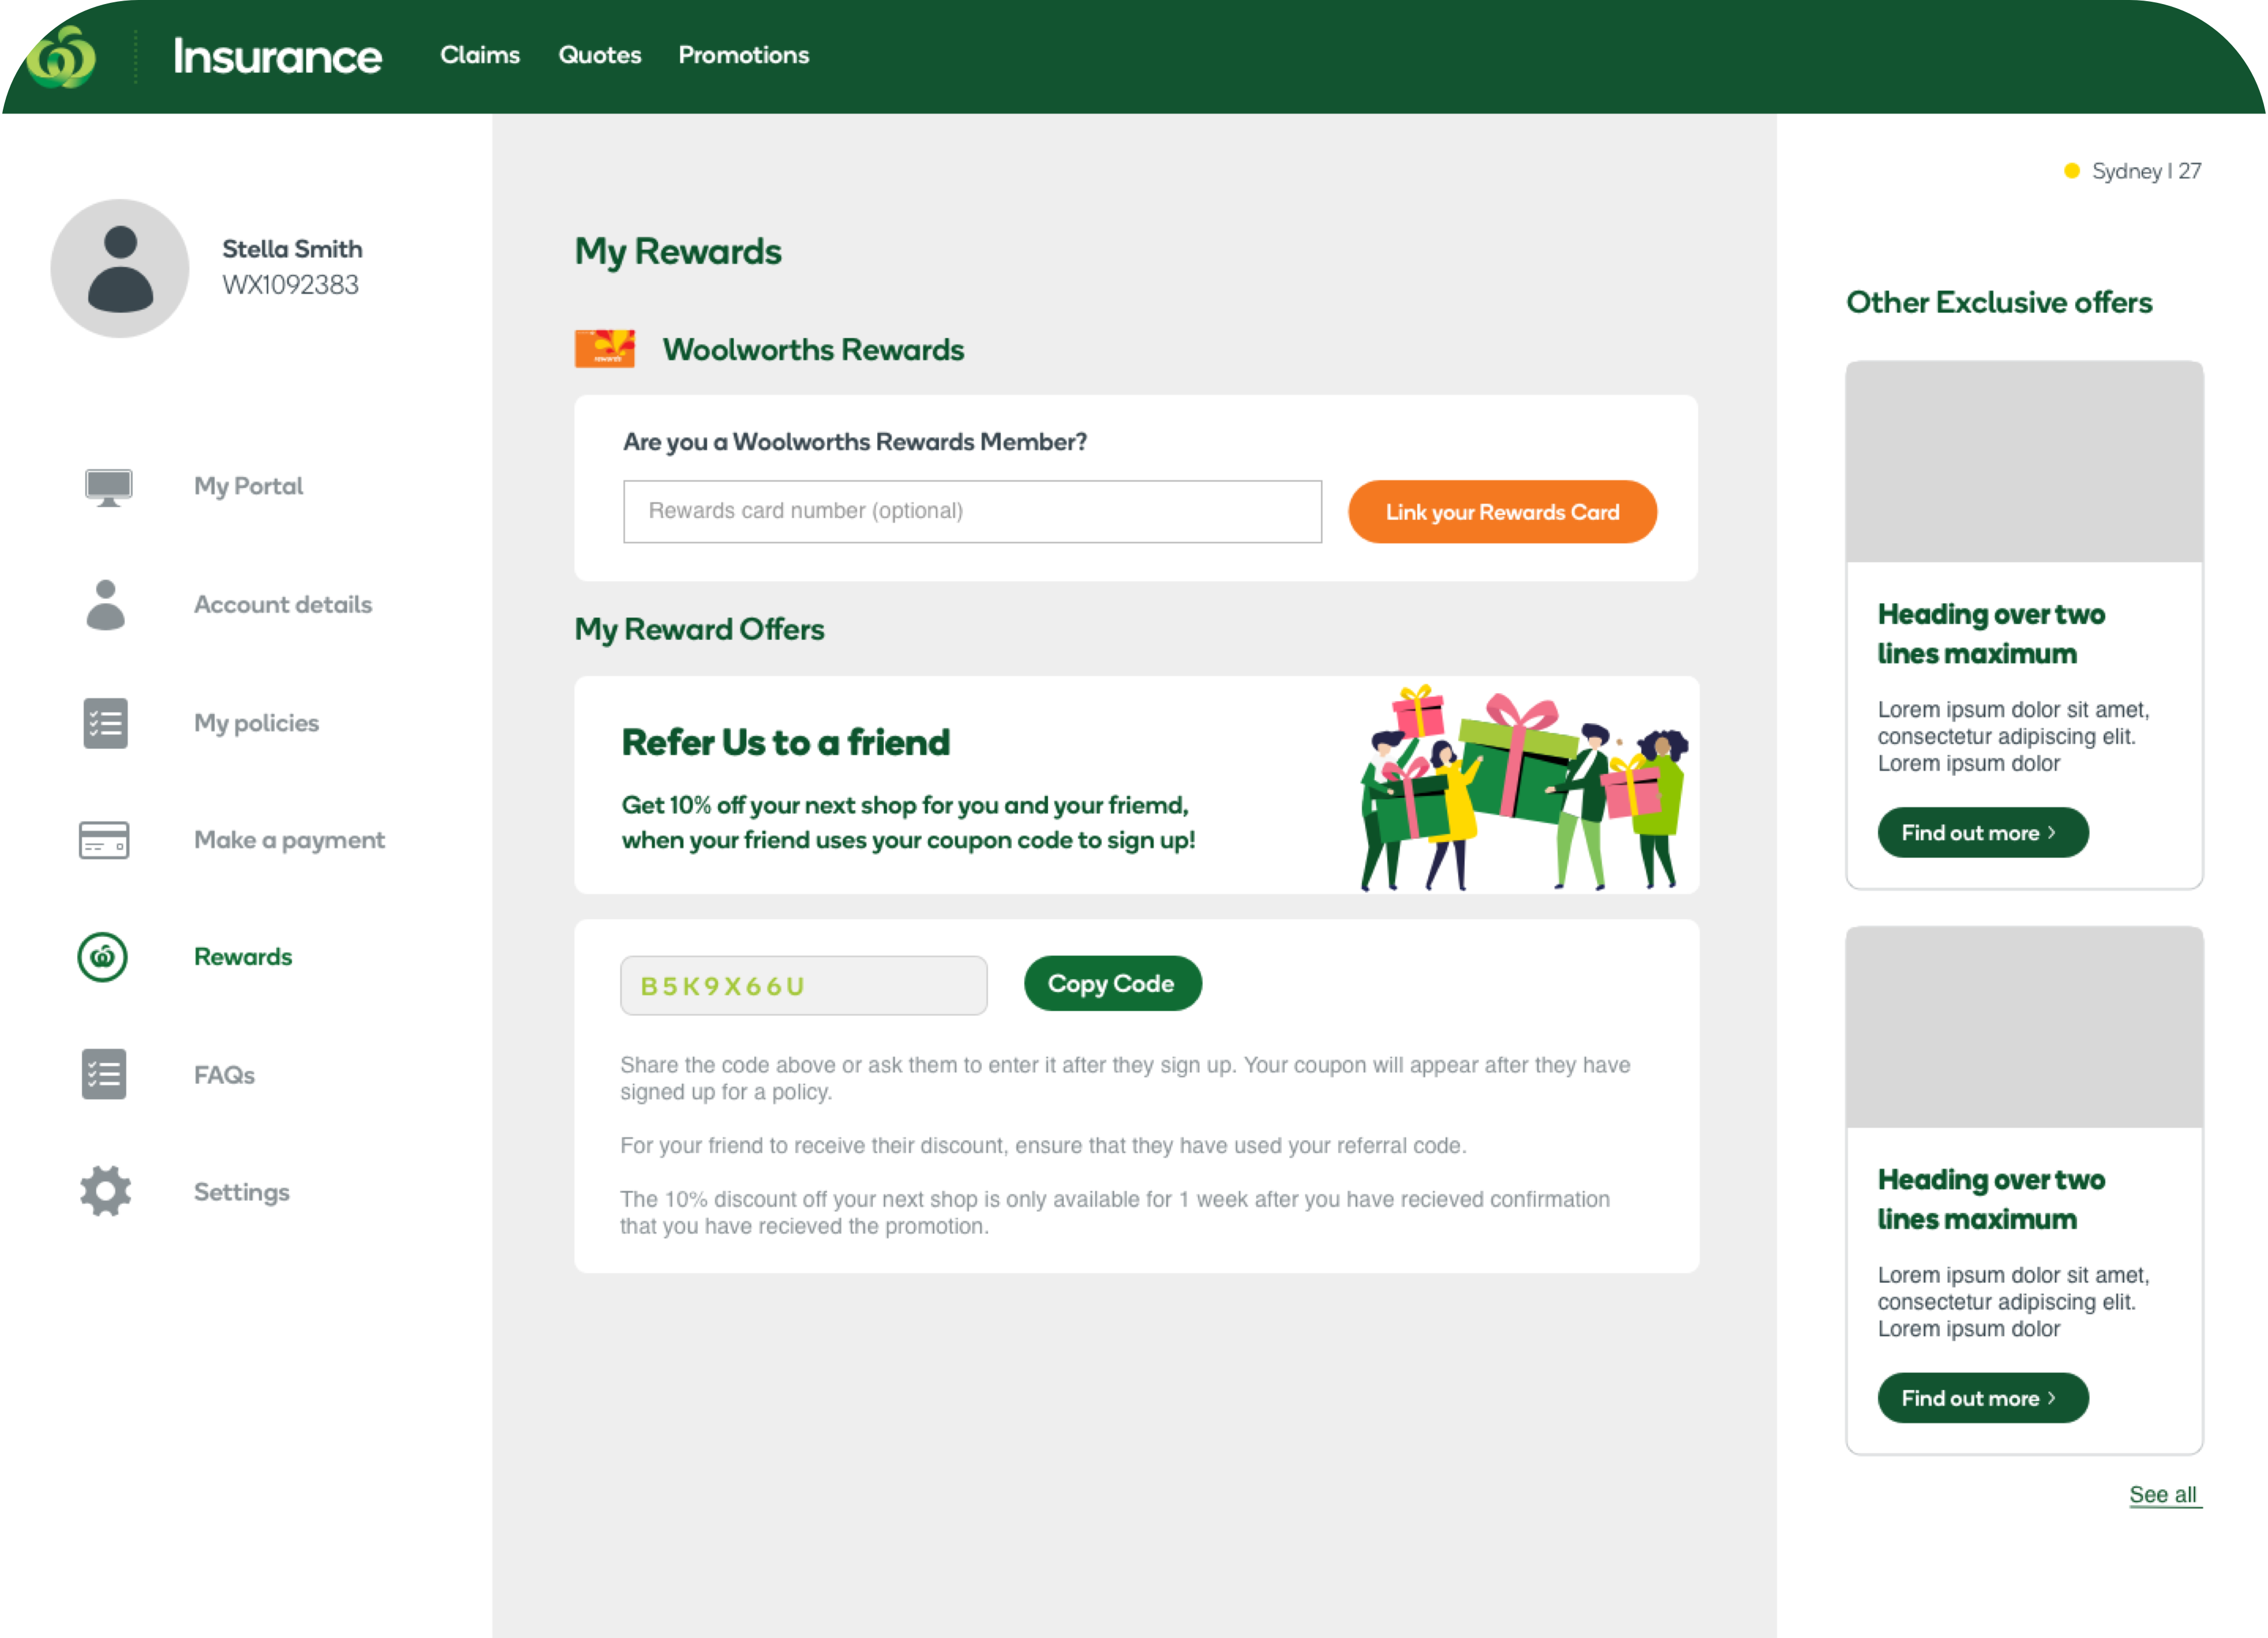 Insurance
Claims
Quotes
Promotions
Stella Smith
WX1092383
My Portal
Account details
My policies
Make a payment
Rewards
FAQs
Settings
My Rewards
rewards
Woolworths Rewards
Are you a Woolworths Rewards Member?
Rewards card number (optional)
Link your Rewards Card
My Reward Offers
Refer Us to a friend
Get 10% off your next shop for you and your friemd,
when your friend uses your coupon code to sign up!
B5K9X66U
Copy Code
Share the code above or ask them to enter it after they sign up. Your coupon will appear after they have
signed up for a policy.
For your friend to receive their discount, ensure that they have used your referral code.
The 10% discount off your next shop is only available for 1 week after you have recieved confirmation
that you have recieved the promotion.
Sydney | 27
Other Exclusive offers
Heading over two
lines maximum
Lorem ipsum dolor sit amet,
consectetur adipiscing elit.
Lorem ipsum dolor
Find out more >
Heading over two
lines maximum
Lorem ipsum dolor sit amet,
consectetur adipiscing elit.
Lorem ipsum dolor
Find out more >
See all